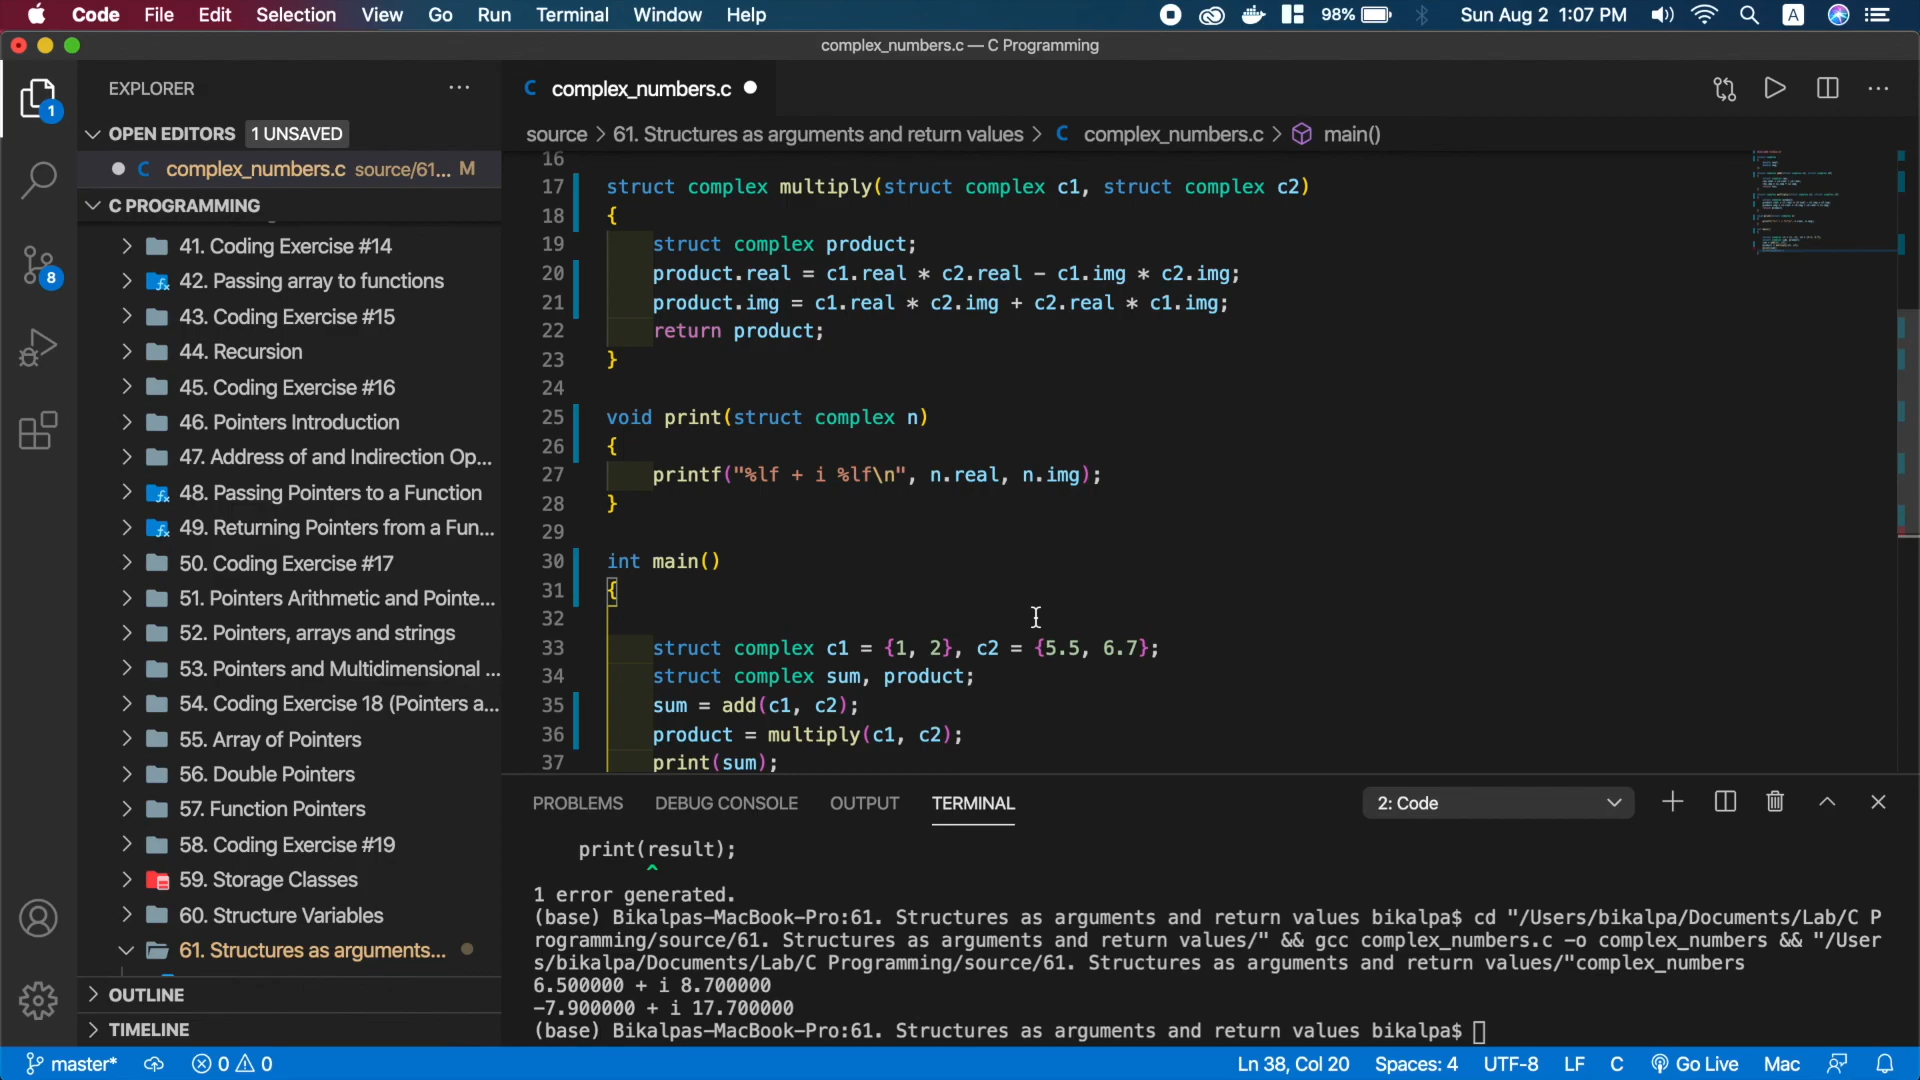 Code File Edit Selection View Go Run Terminal Window Help 98% Sun Aug 2 1:07 PM A
complex_numbers.c — C Programming
EXPLORER
OPEN EDITORS 1 UNSAVED
C complex_numbers.c source/61... M
C PROGRAMMING
41. Coding Exercise #14
42. Passing array to functions
43. Coding Exercise #15
44. Recursion
45. Coding Exercise #16
46. Pointers Introduction
47. Address of and Indirection Op...
48. Passing Pointers to a Function
49. Returning Pointers from a Fun...
50. Coding Exercise #17
51. Pointers Arithmetic and Pointe...
52. Pointers, arrays and strings
53. Pointers and Multidimensional ...
54. Coding Exercise 18 (Pointers a...
55. Array of Pointers
56. Double Pointers
57. Function Pointers
58. Coding Exercise #19
59. Storage Classes
60. Structure Variables
61. Structures as arguments...
OUTLINE
TIMELINE
1
8
C complex_numbers.c
source > 61. Structures as arguments and return values > C complex_numbers.c > main()
16
17 struct complex multiply(struct complex c1, struct complex c2)
18 {
19 struct complex product;
20 product.real = c1.real * c2.real - c1.img * c2.img;
21 product.img = c1.real * c2.img + c2.real * c1.img;
22 return product;
23 }
24
25 void print(struct complex n)
26 {
27 printf("%lf + i %lf\n", n.real, n.img);
28 }
29
30 int main()
31 {
32
33 struct complex c1 = {1, 2}, c2 = {5.5, 6.7};
34 struct complex sum, product;
35 sum = add(c1, c2);
36 product = multiply(c1, c2);
37 print(sum);
PROBLEMS DEBUG CONSOLE OUTPUT TERMINAL 2: Code
print(result);
^
1 error generated.
(base) Bikalpas-MacBook-Pro:61. Structures as arguments and return values bikalpa$ cd "/Users/bikalpa/Documents/Lab/C P
rogramming/source/61. Structures as arguments and return values/" && gcc complex_numbers.c -o complex_numbers && "/User
s/bikalpa/Documents/Lab/C Programming/source/61. Structures as arguments and return values/"complex_numbers
6.500000 + i 8.700000
-7.900000 + i 17.700000
(base) Bikalpas-MacBook-Pro:61. Structures as arguments and return values bikalpa$
master* 0 0 Ln 38, Col 20 Spaces: 4 UTF-8 LF C Go Live Mac